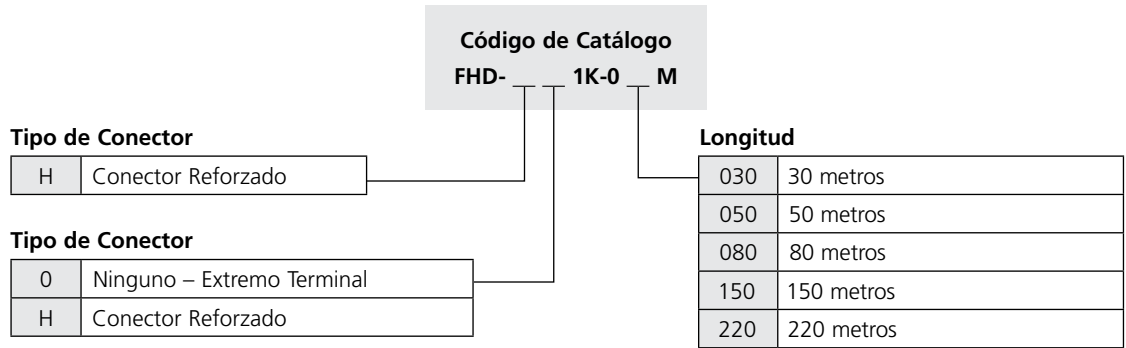 Código de Catálogo
FHD- __ __ 1K-0 __ M
Tipo de Conector
H Conector Reforzado
Tipo de Conector
0 Ninguno – Extremo Terminal
H Conector Reforzado
Longitud
030 30 metros
050 50 metros
080 80 metros
150 150 metros
220 220 metros